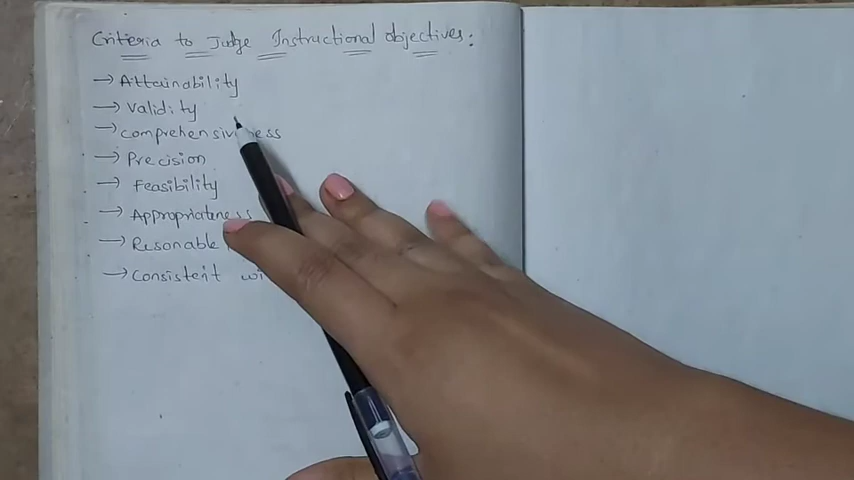 Criteria to Judge Instructional objectives :
→ Attainability
→ Validity
→ comprehensiveness
→ Precision
→ Feasibility
→ Appropriateness
→ Resonable
→ Consistent